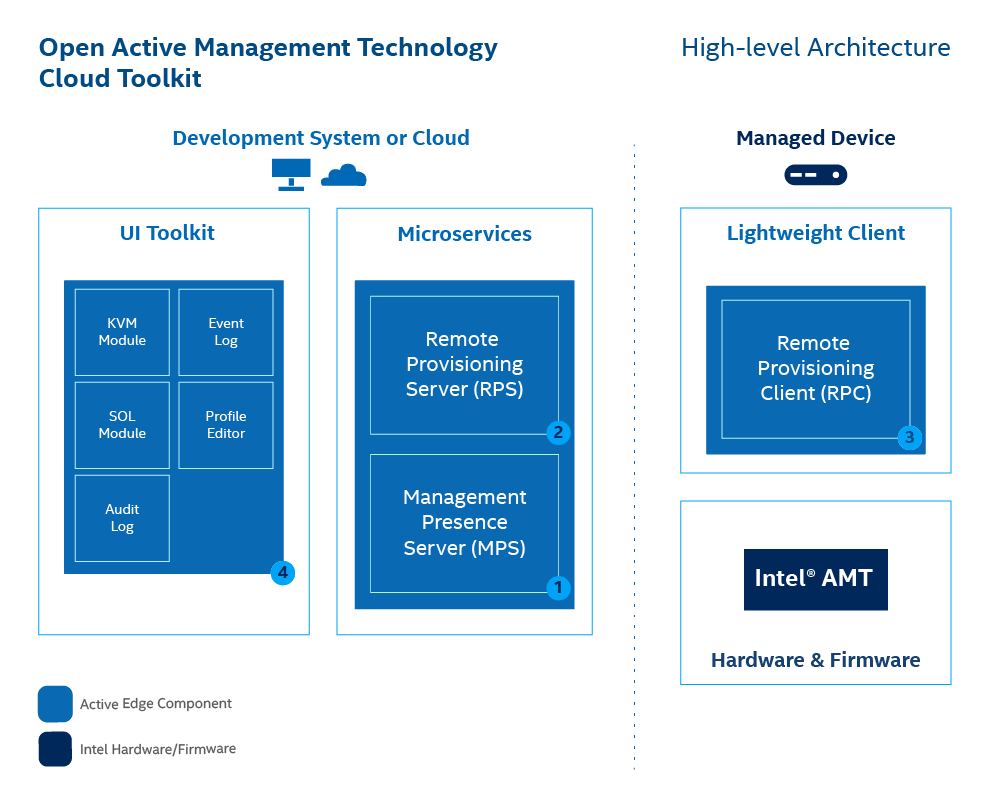 Open Active Management Technology
Cloud Toolkit
High-level Architecture
Development System or Cloud
Managed Device
UI Toolkit
KVM
Module
Event
Log
SOL
Module
Profile
Editor
Audit
Log
4
Microservices
Remote
Provisioning
Server (RPS)
2
Management
Presence
Server (MPS)
1
Lightweight Client
Remote
Provisioning
Client (RPC)
3
Intel® AMT
Hardware & Firmware
Active Edge Component
Intel Hardware/Firmware